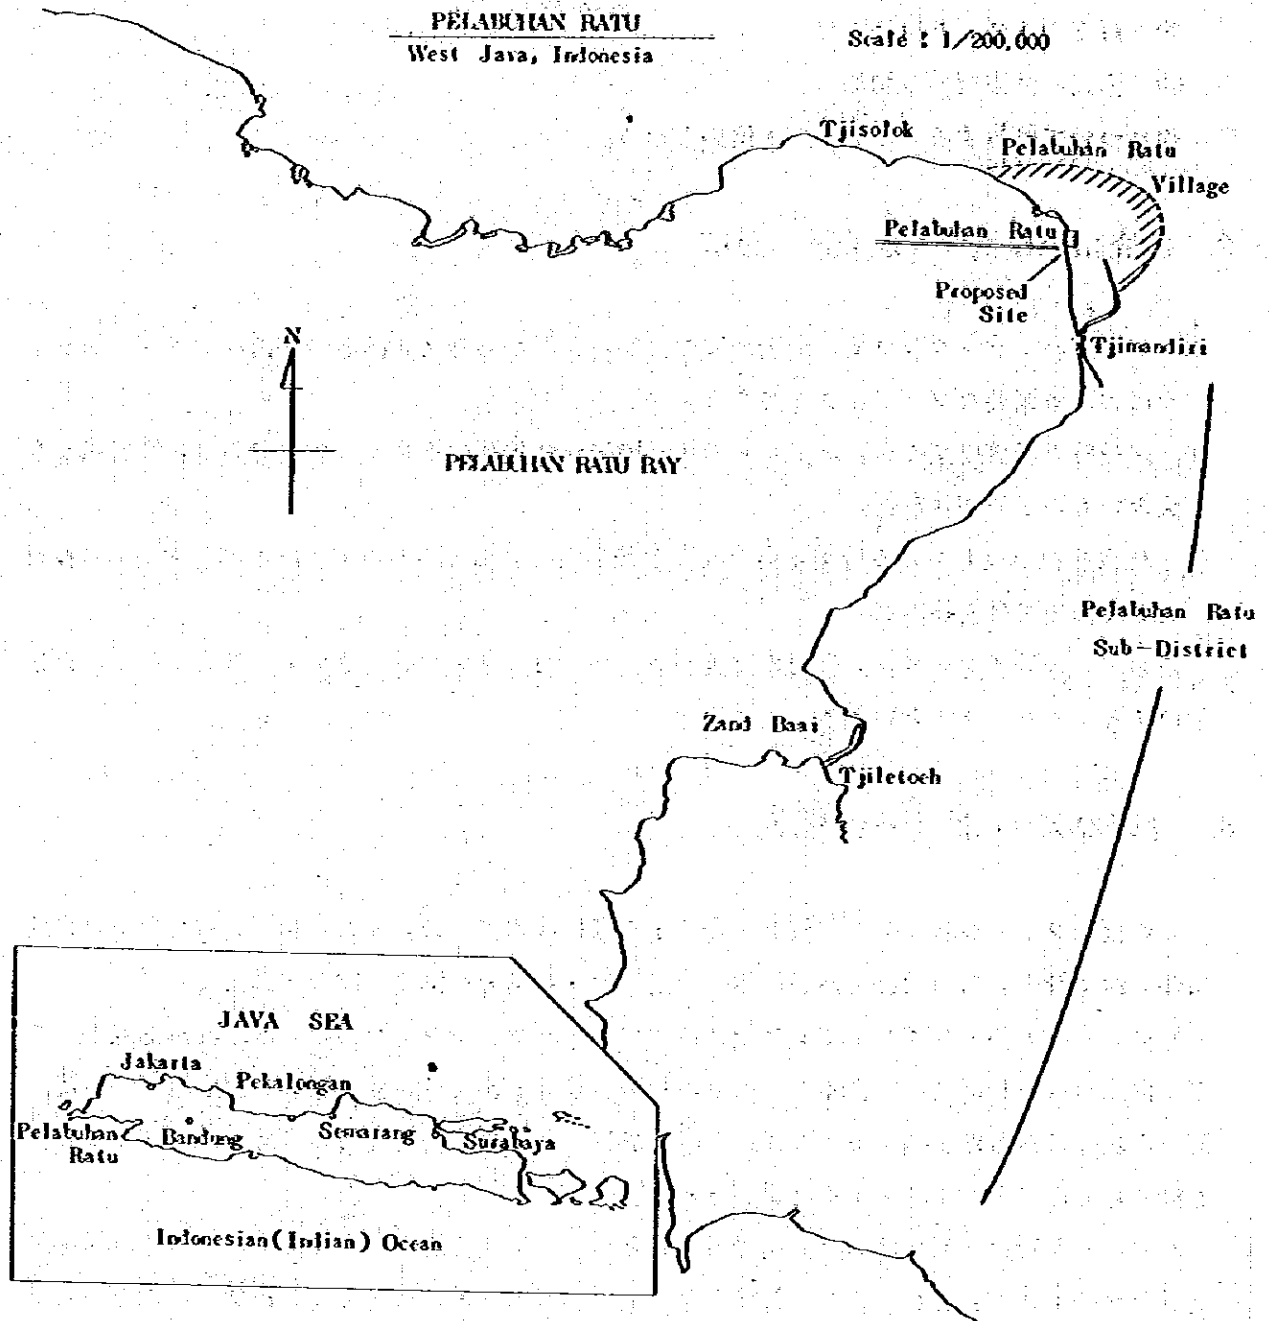 PELABUHAN RATU
West Java, Indonesia
Scale : 1/200,000
Tjisolok
Pelabuhan Ratu
Village
Pelabuhan Ratu
Proposed
Site
N
Tjimandiri
PELABUHAN RATU BAY
Pelabuhan Ratu
Sub-District
Zand Baai
Tjiletoch
JAVA SEA
Jakarta
Pekalongan
Pelabuhan
Ratu
Bandung
Semarang
Surabaya
Indonesian(Indian) Ocean